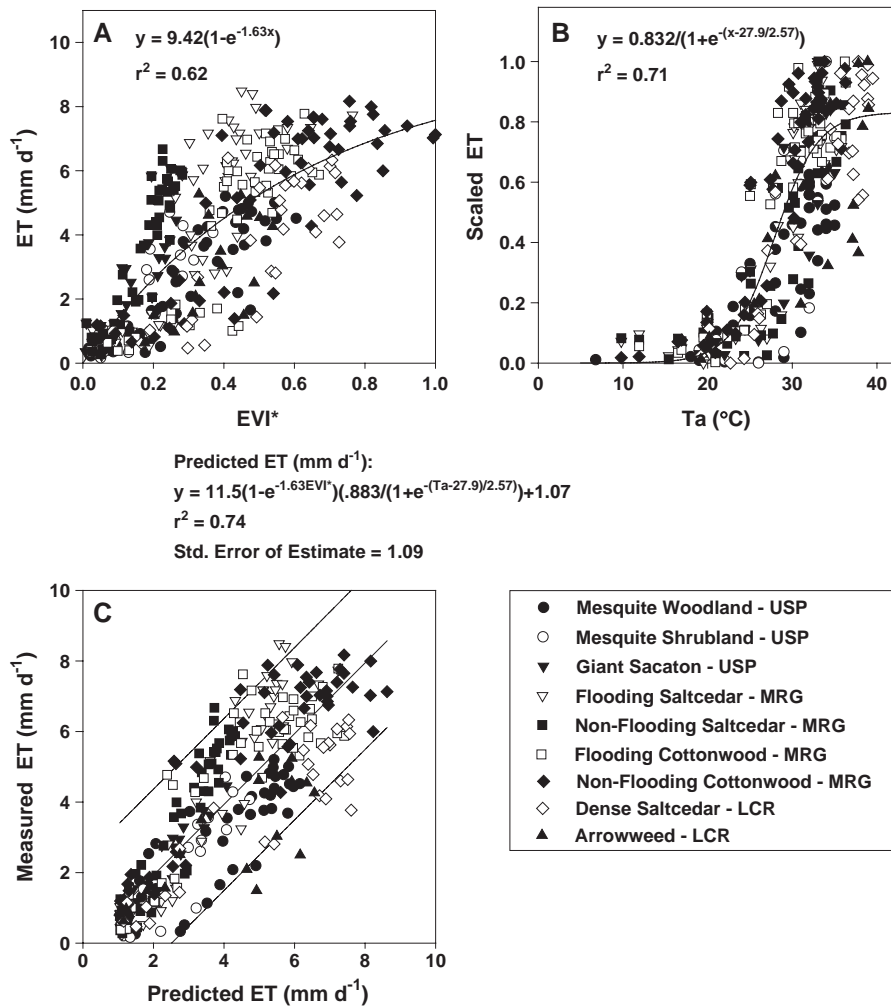 A
y = 9.42(1-e^-1.63x)
r² = 0.62
ET (mm d⁻¹)
10
8
6
4
2
0
0.0 0.2 0.4 0.6 0.8 1.0
EVI*
B
y = 0.832/(1+e^-(x-27.9/2.57))
r² = 0.71
Scaled ET
1.0
0.8
0.6
0.4
0.2
0.0
0 10 20 30 40
Ta (°C)
Predicted ET (mm d⁻¹):
y = 11.5(1-e^-1.63EVI*)(.883/(1+e^-(Ta-27.9)/2.57)+1.07
r² = 0.74
Std. Error of Estimate = 1.09
C
Measured ET (mm d⁻¹)
10
8
6
4
2
0
0 2 4 6 8 10
Predicted ET (mm d⁻¹)
Mesquite Woodland - USP
Mesquite Shrubland - USP
Giant Sacaton - USP
Flooding Saltcedar - MRG
Non-Flooding Saltcedar - MRG
Flooding Cottonwood - MRG
Non-Flooding Cottonwood - MRG
Dense Saltcedar - LCR
Arrowweed - LCR